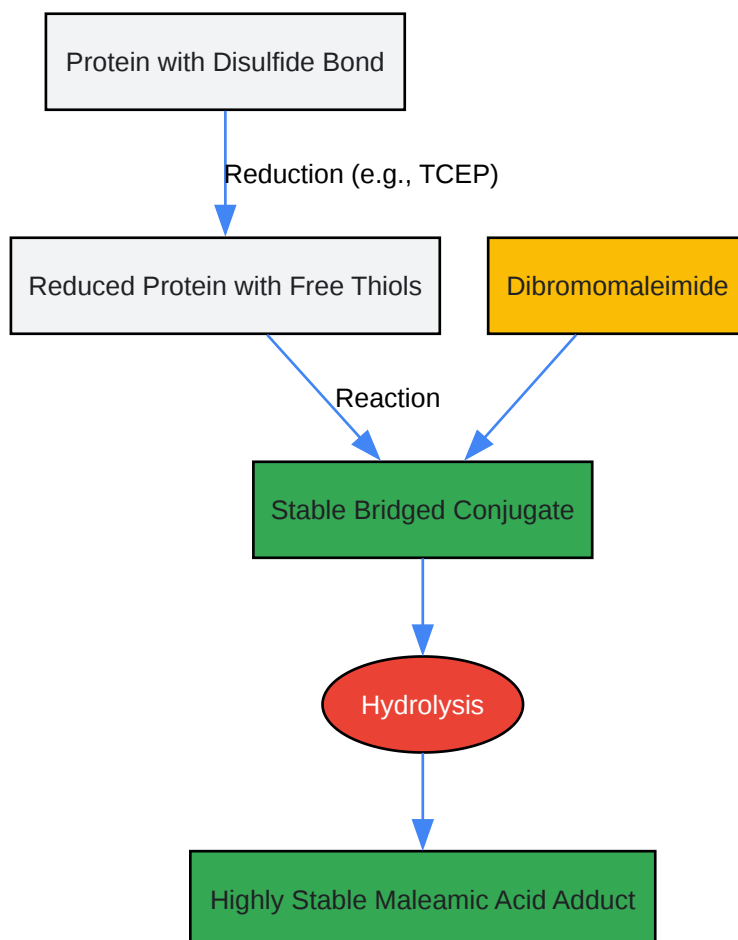 Protein with Disulfide Bond
Reduction (e.g., TCEP)
Reduced Protein with Free Thiols
Dibromomaleimide
Reaction
Stable Bridged Conjugate
Hydrolysis
Highly Stable Maleamic Acid Adduct